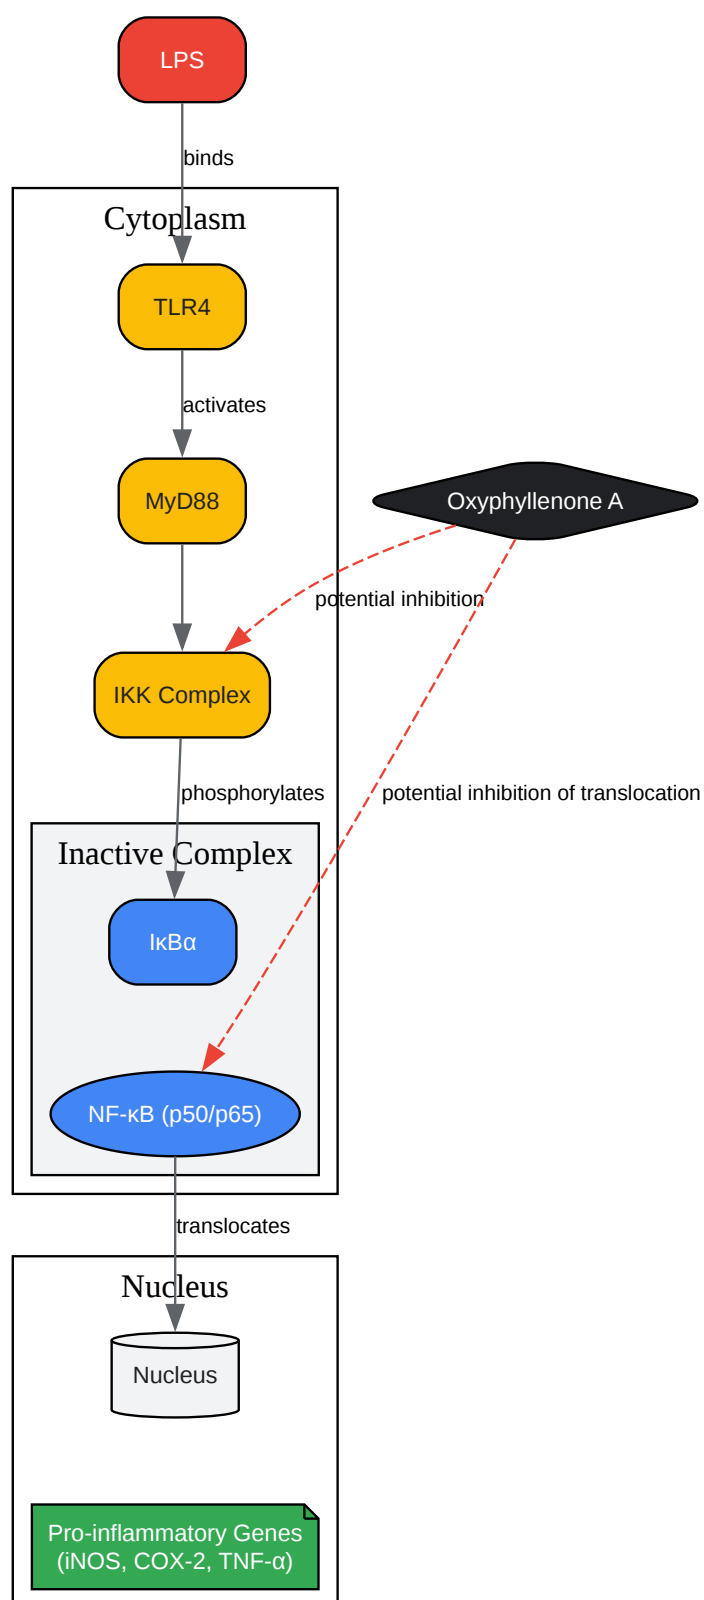 LPS
binds
Cytoplasm
TLR4
activates
MyD88
Oxyphyllenone A
potential inhibition
IKK Complex
phosphorylates
potential inhibition of translocation
Inactive Complex
IκBα
NF-κB (p50/p65)
translocates
Nucleus
Nucleus
Pro-inflammatory Genes
(iNOS, COX-2, TNF-α)